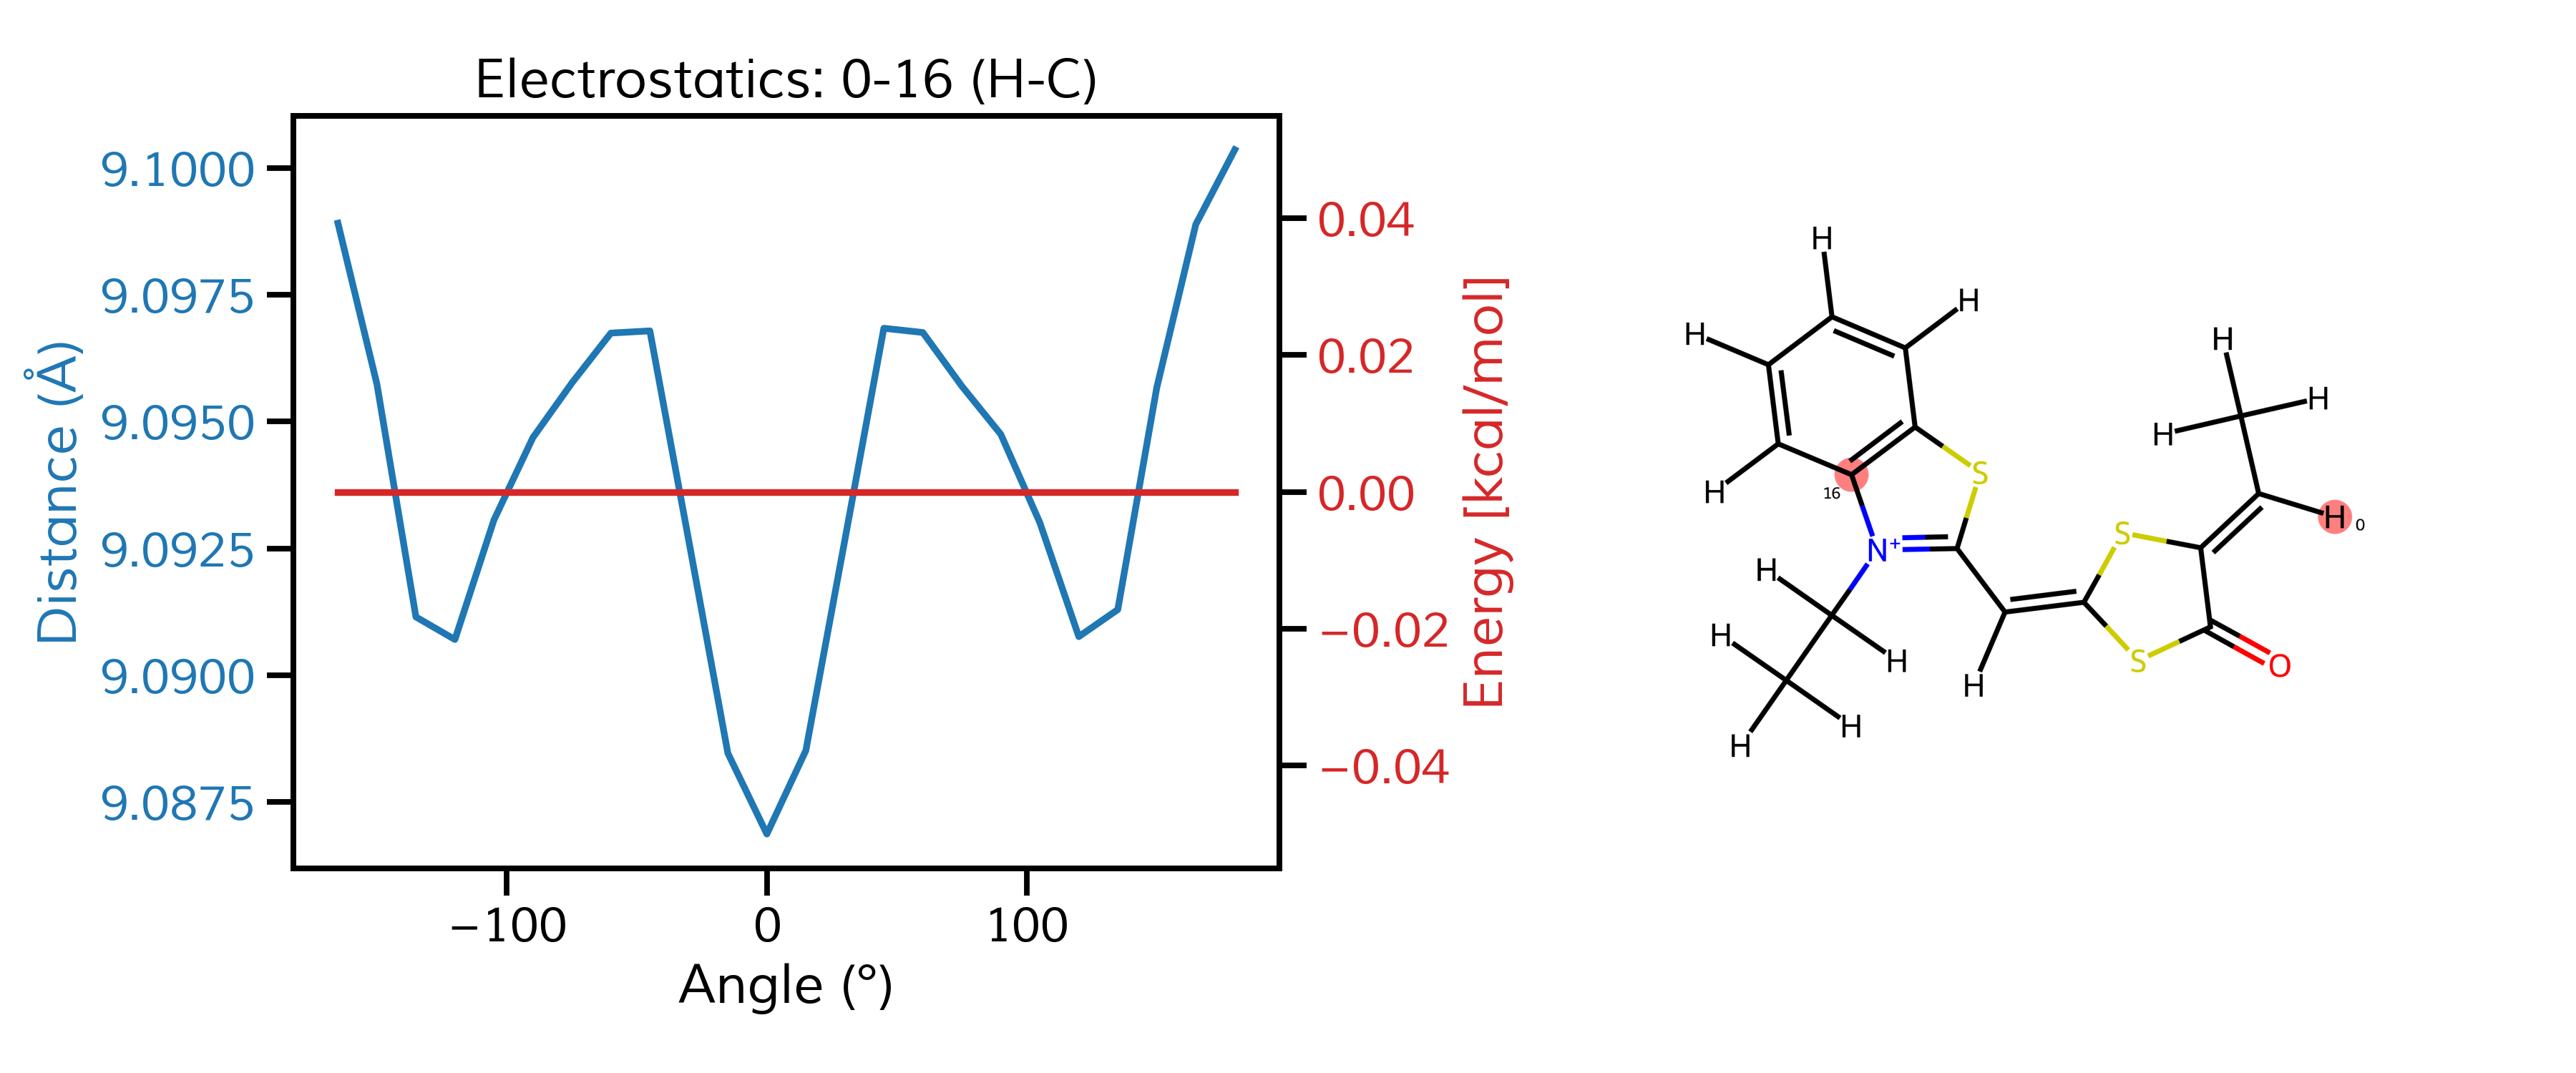 Electrostatics: 0-16 (H-C)
Distance (Å)
9.1000
9.0975
9.0950
9.0925
9.0900
9.0875
−100
0
100
Angle (°)
0.04
0.02
0.00
−0.02
−0.04
Energy [kcal/mol]
H
H
H
H
H
H
H
S
16
S
H 0
N+
H
H
H
S
O
H
H
H